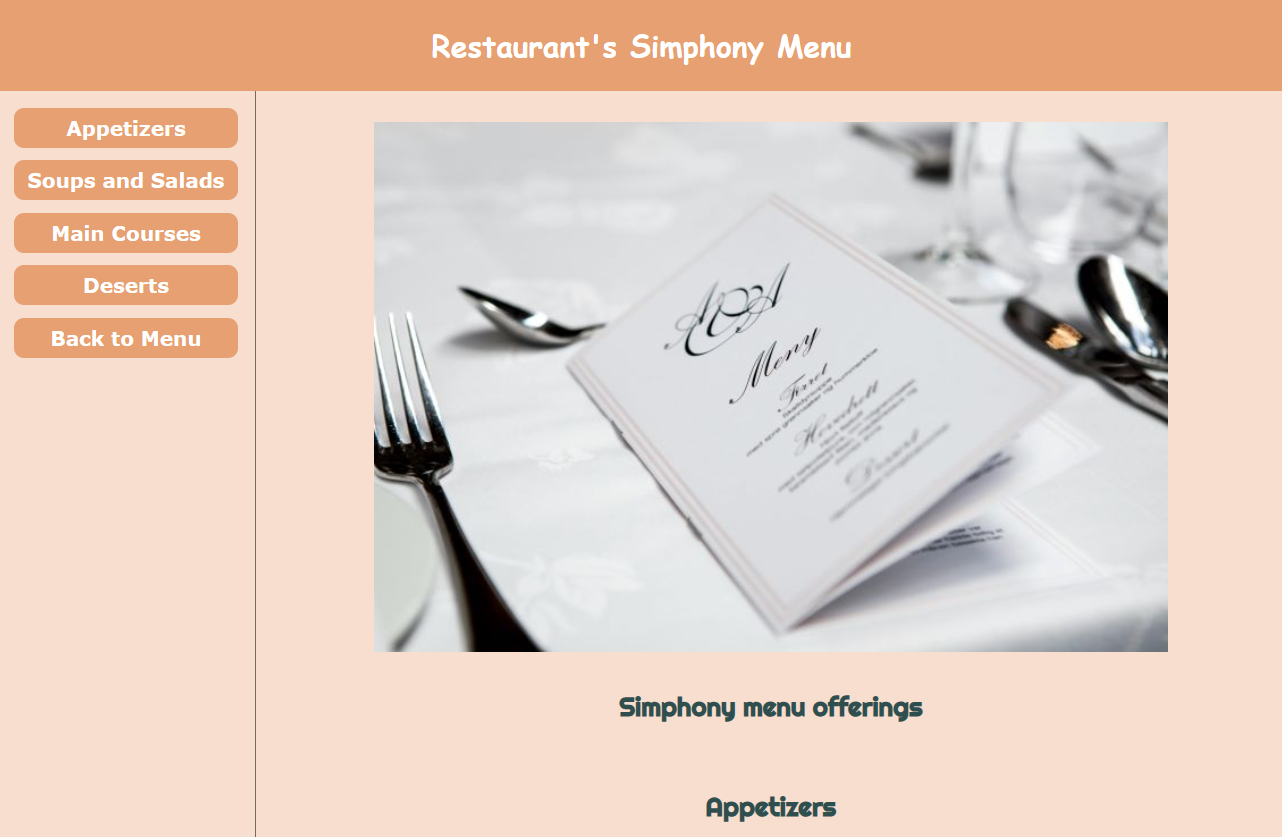 Restaurant's Simphony Menu
Appetizers
Soups and Salads
Main Courses
Deserts
Back to Menu
A&A
Meny
Forrett
Hovedrett
Dessert
Simphony menu offerings
Appetizers